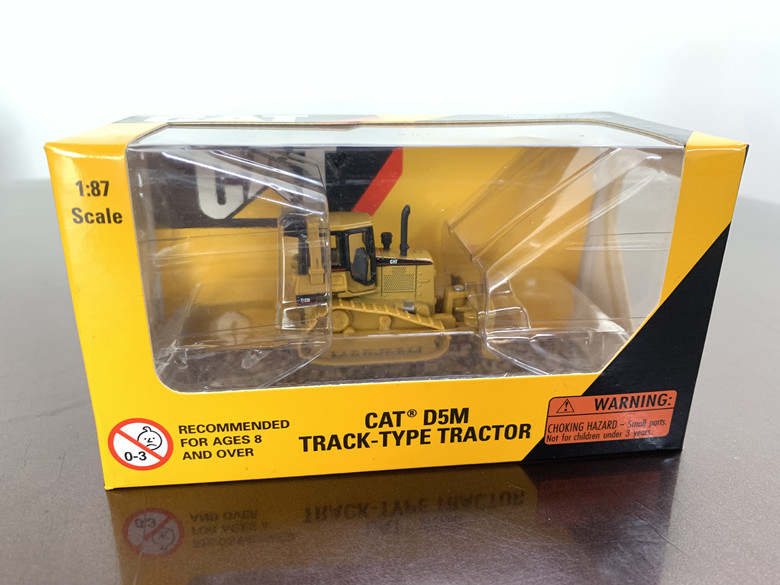 1:87
Scale
CAT
CAT
0-3
RECOMMENDED
FOR AGES 8
AND OVER
CAT® D5M
TRACK-TYPE TRACTOR
WARNING:
CHOKING HAZARD – Small parts.
Not for children under 3 years.